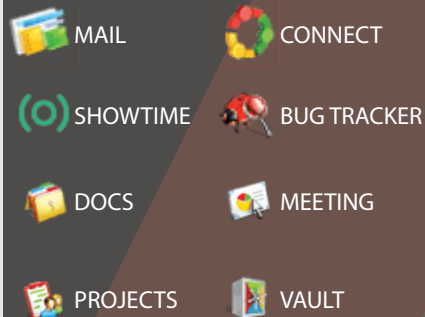 MAIL CONNECT
SHOWTIME BUG TRACKER
DOCS MEETING
PROJECTS VAULT